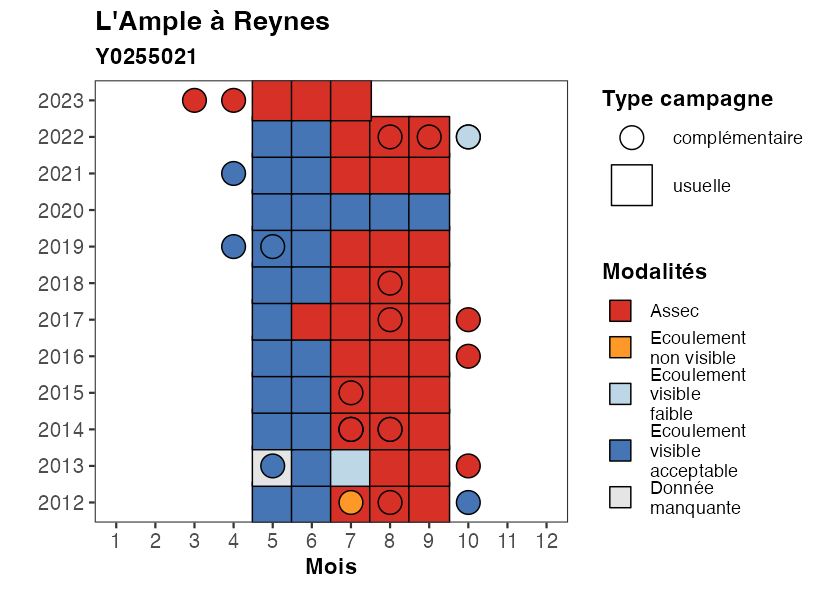 L'Ample à Reynes
Y0255021
2023
2022
2021
2020
2019
2018
2017
2016
2015
2014
2013
2012
1 2 3 4 5 6 7 8 9 10 11 12
Mois
Type campagne
complémentaire
usuelle
Modalités
Assec
Ecoulement
non visible
Ecoulement
visible
faible
Ecoulement
visible
acceptable
Donnée
manquante